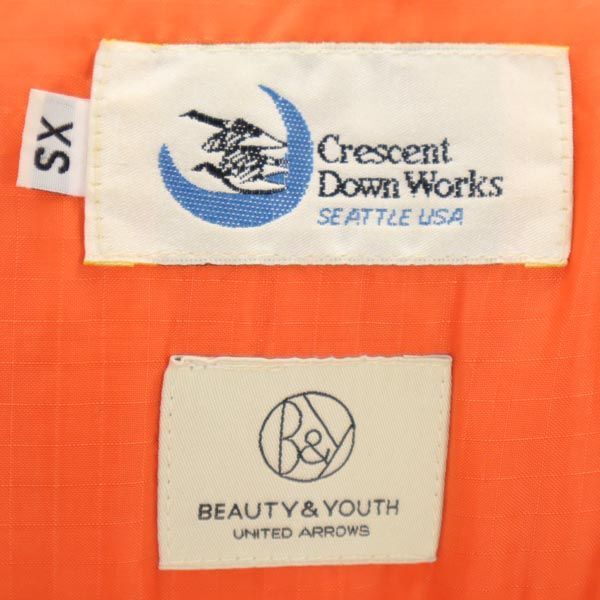 XS
Crescent
Down Works
SEATTLE USA
B&Y
BEAUTY & YOUTH
UNITED ARROWS